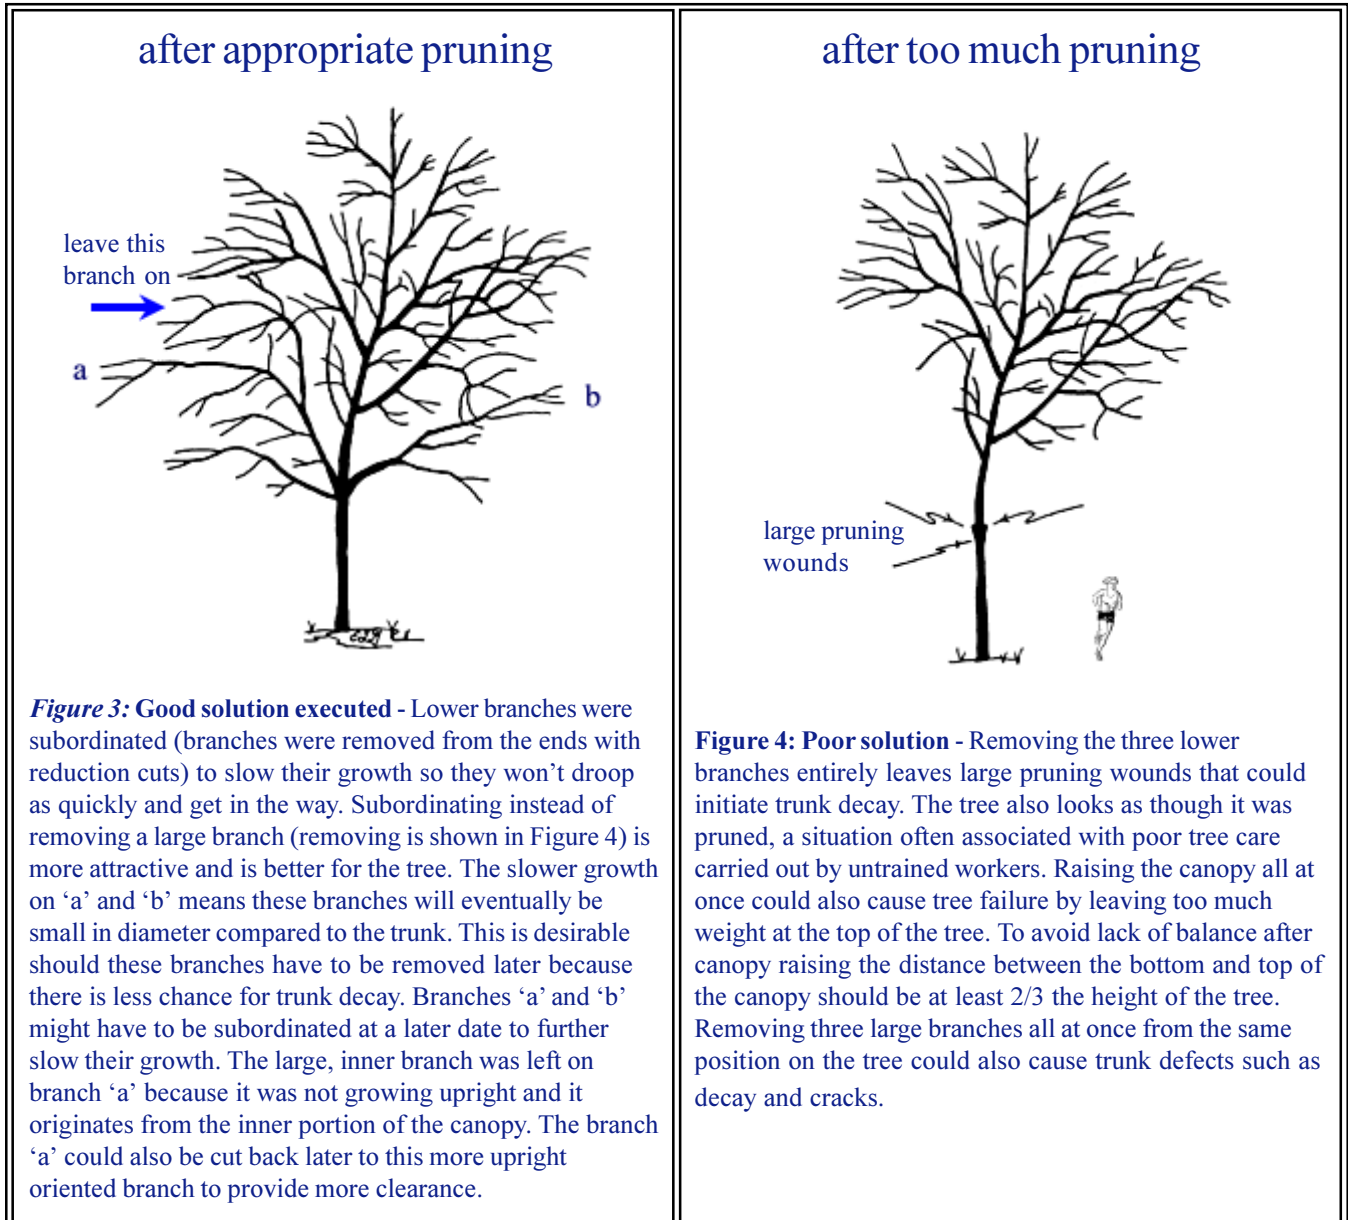 after appropriate pruning
leave this
branch on
a
b
Figure 3: Good solution executed - Lower branches were
subordinated (branches were removed from the ends with
reduction cuts) to slow their growth so they won’t droop
as quickly and get in the way. Subordinating instead of
removing a large branch (removing is shown in Figure 4) is
more attractive and is better for the tree. The slower growth
on ‘a’ and ‘b’ means these branches will eventually be
small in diameter compared to the trunk. This is desirable
should these branches have to be removed later because
there is less chance for trunk decay. Branches ‘a’ and ‘b’
might have to be subordinated at a later date to further
slow their growth. The large, inner branch was left on
branch ‘a’ because it was not growing upright and it
originates from the inner portion of the canopy. The branch
‘a’ could also be cut back later to this more upright
oriented branch to provide more clearance.
after too much pruning
large pruning
wounds
Figure 4: Poor solution - Removing the three lower
branches entirely leaves large pruning wounds that could
initiate trunk decay. The tree also looks as though it was
pruned, a situation often associated with poor tree care
carried out by untrained workers. Raising the canopy all at
once could also cause tree failure by leaving too much
weight at the top of the tree. To avoid lack of balance after
canopy raising the distance between the bottom and top of
the canopy should be at least 2/3 the height of the tree.
Removing three large branches all at once from the same
position on the tree could also cause trunk defects such as
decay and cracks.